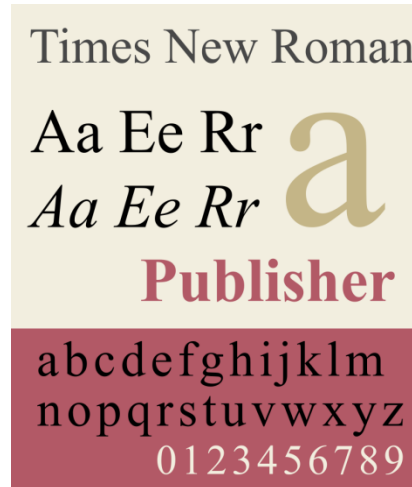 Times New Roman
Aa Ee Rr
a
Aa Ee Rr
Publisher
abcdefghijklm
nopqrstuvwxyz
0123456789